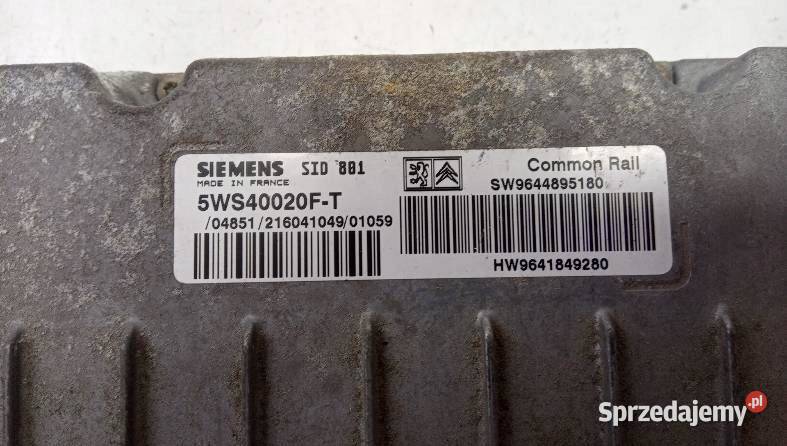 SIEMENS SID 801
MADE IN FRANCE
5WS40020F-T
/04851/216041049/01059
Common Rail
SW9644895180
HW9641849280
Sprzedajemy.pl